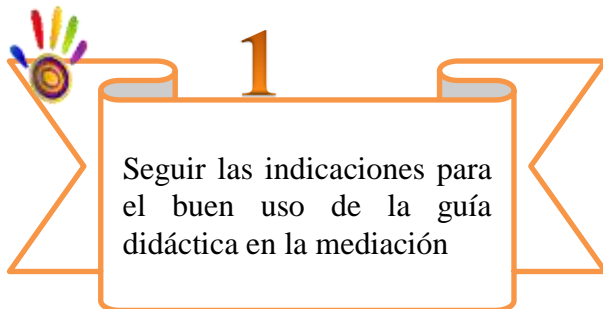 1
Seguir las indicaciones para
el buen uso de la guía
didáctica en la mediación